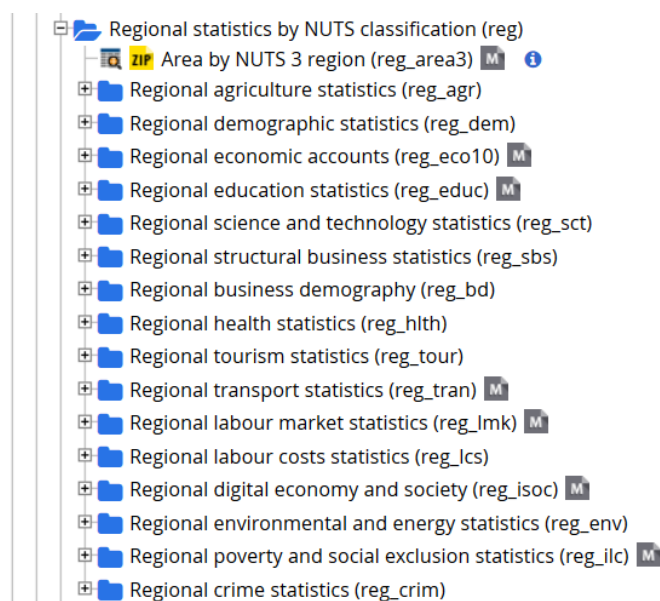 Regional statistics by NUTS classification (reg)
ZIP Area by NUTS 3 region (reg_area3) M i
Regional agriculture statistics (reg_agr)
Regional demographic statistics (reg_dem)
Regional economic accounts (reg_eco10) M
Regional education statistics (reg_educ) M
Regional science and technology statistics (reg_sct)
Regional structural business statistics (reg_sbs)
Regional business demography (reg_bd)
Regional health statistics (reg_hlth)
Regional tourism statistics (reg_tour)
Regional transport statistics (reg_tran) M
Regional labour market statistics (reg_lmk) M
Regional labour costs statistics (reg_lcs)
Regional digital economy and society (reg_isoc) M
Regional environmental and energy statistics (reg_env)
Regional poverty and social exclusion statistics (reg_ilc) M
Regional crime statistics (reg_crim)